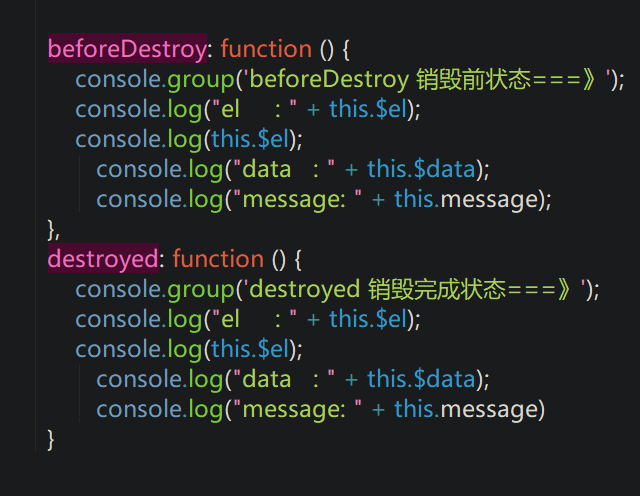 beforeDestroy: function () {
console.group('beforeDestroy 销毁前状态===》');
console.log("el     : " + this.$el);
console.log(this.$el);
console.log("data   : " + this.$data);
console.log("message: " + this.message);
},
destroyed: function () {
console.group('destroyed 销毁完成状态===》');
console.log("el     : " + this.$el);
console.log(this.$el);
console.log("data   : " + this.$data);
console.log("message: " + this.message)
}